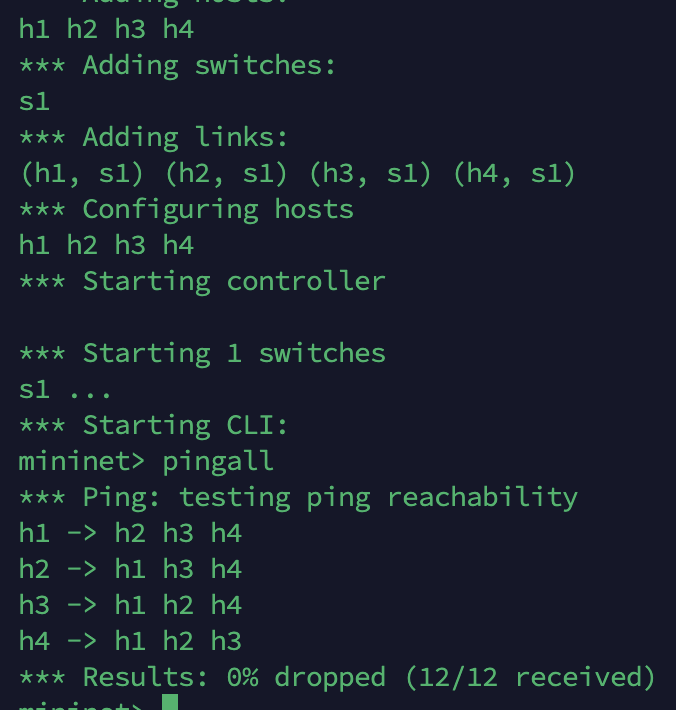 h1 h2 h3 h4
*** Adding switches:
s1
*** Adding links:
(h1, s1) (h2, s1) (h3, s1) (h4, s1)
*** Configuring hosts
h1 h2 h3 h4
*** Starting controller
*** Starting 1 switches
s1 ...
*** Starting CLI:
mininet> pingall
*** Ping: testing ping reachability
h1 -> h2 h3 h4
h2 -> h1 h3 h4
h3 -> h1 h2 h4
h4 -> h1 h2 h3
*** Results: 0% dropped (12/12 received)
mininet>